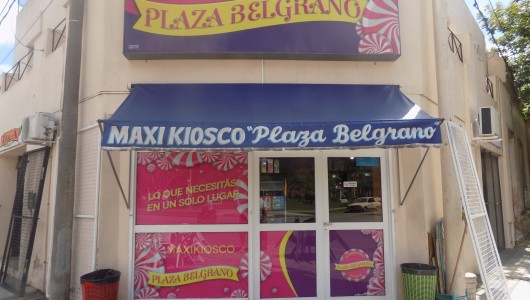 PLAZA BELGRANO
MAXI KIOSCO "Plaza Belgrano"
LO QUE NECESITÁS
EN UN SOLO LUGAR
MAXIKIOSCO
PLAZA BELGRANO